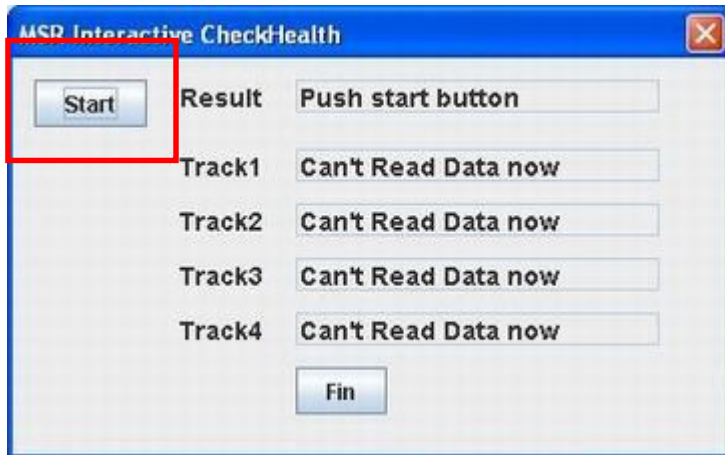 MSR Interactive CheckHealth
Start Result Push start button
Track1 Can't Read Data now
Track2 Can't Read Data now
Track3 Can't Read Data now
Track4 Can't Read Data now
Fin